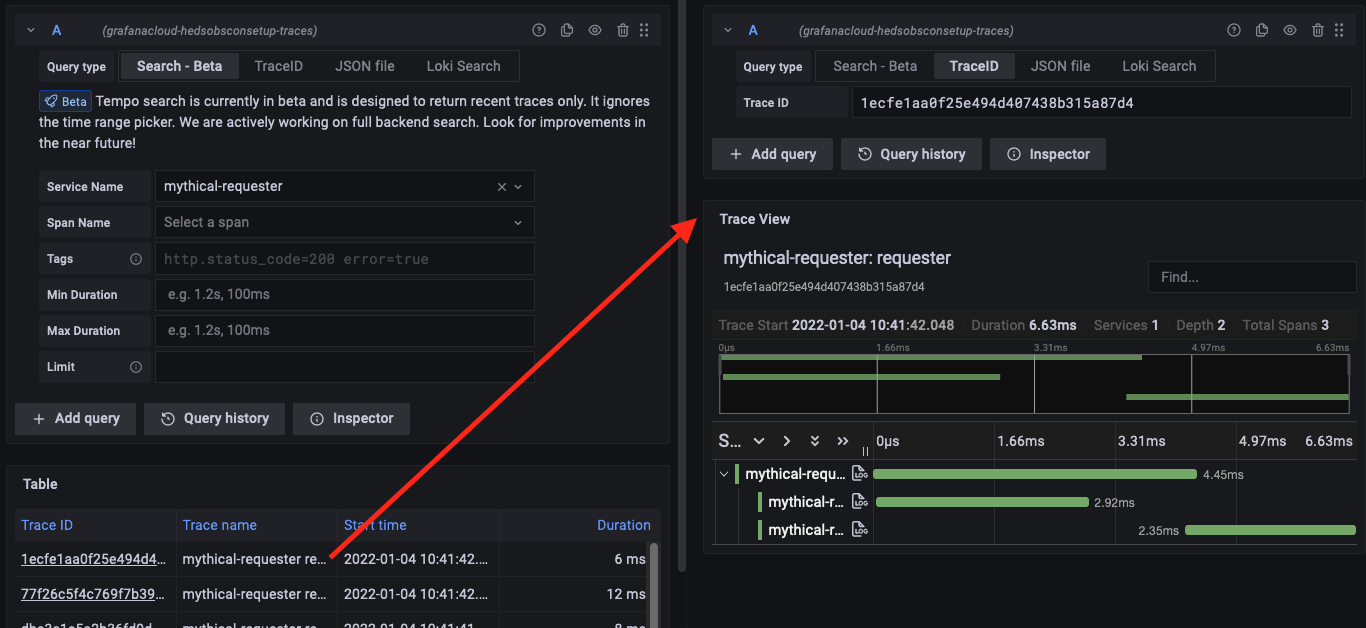 A (grafanacloud-hedsobsconsetup-traces)
Query type Search - Beta TraceID JSON file Loki Search
Beta Tempo search is currently in beta and is designed to return recent traces only. It ignores
the time range picker. We are actively working on full backend search. Look for improvements in
the near future!
Service Name mythical-requester
Span Name Select a span
Tags http.status_code=200 error=true
Min Duration e.g. 1.2s, 100ms
Max Duration e.g. 1.2s, 100ms
Limit
+ Add query Query history Inspector
Table
Trace ID Trace name Start time Duration
1ecfe1aa0f25e494d4... mythical-requester re... 2022-01-04 10:41:42.... 6 ms
77f26c5f4c769f7b39... mythical-requester re... 2022-01-04 10:41:42.... 12 ms
A (grafanacloud-hedsobsconsetup-traces)
Query type Search - Beta TraceID JSON file Loki Search
Trace ID 1ecfe1aa0f25e494d407438b315a87d4
+ Add query Query history Inspector
Trace View
mythical-requester: requester
1ecfe1aa0f25e494d407438b315a87d4
Find...
Trace Start 2022-01-04 10:41:42.048 Duration 6.63ms Services 1 Depth 2 Total Spans 3
0μs 1.66ms 3.31ms 4.97ms 6.63ms
S... 0μs 1.66ms 3.31ms 4.97ms 6.63ms
mythical-requ... LOG 4.45ms
mythical-r... LOG 2.92ms
mythical-r... LOG 2.35ms